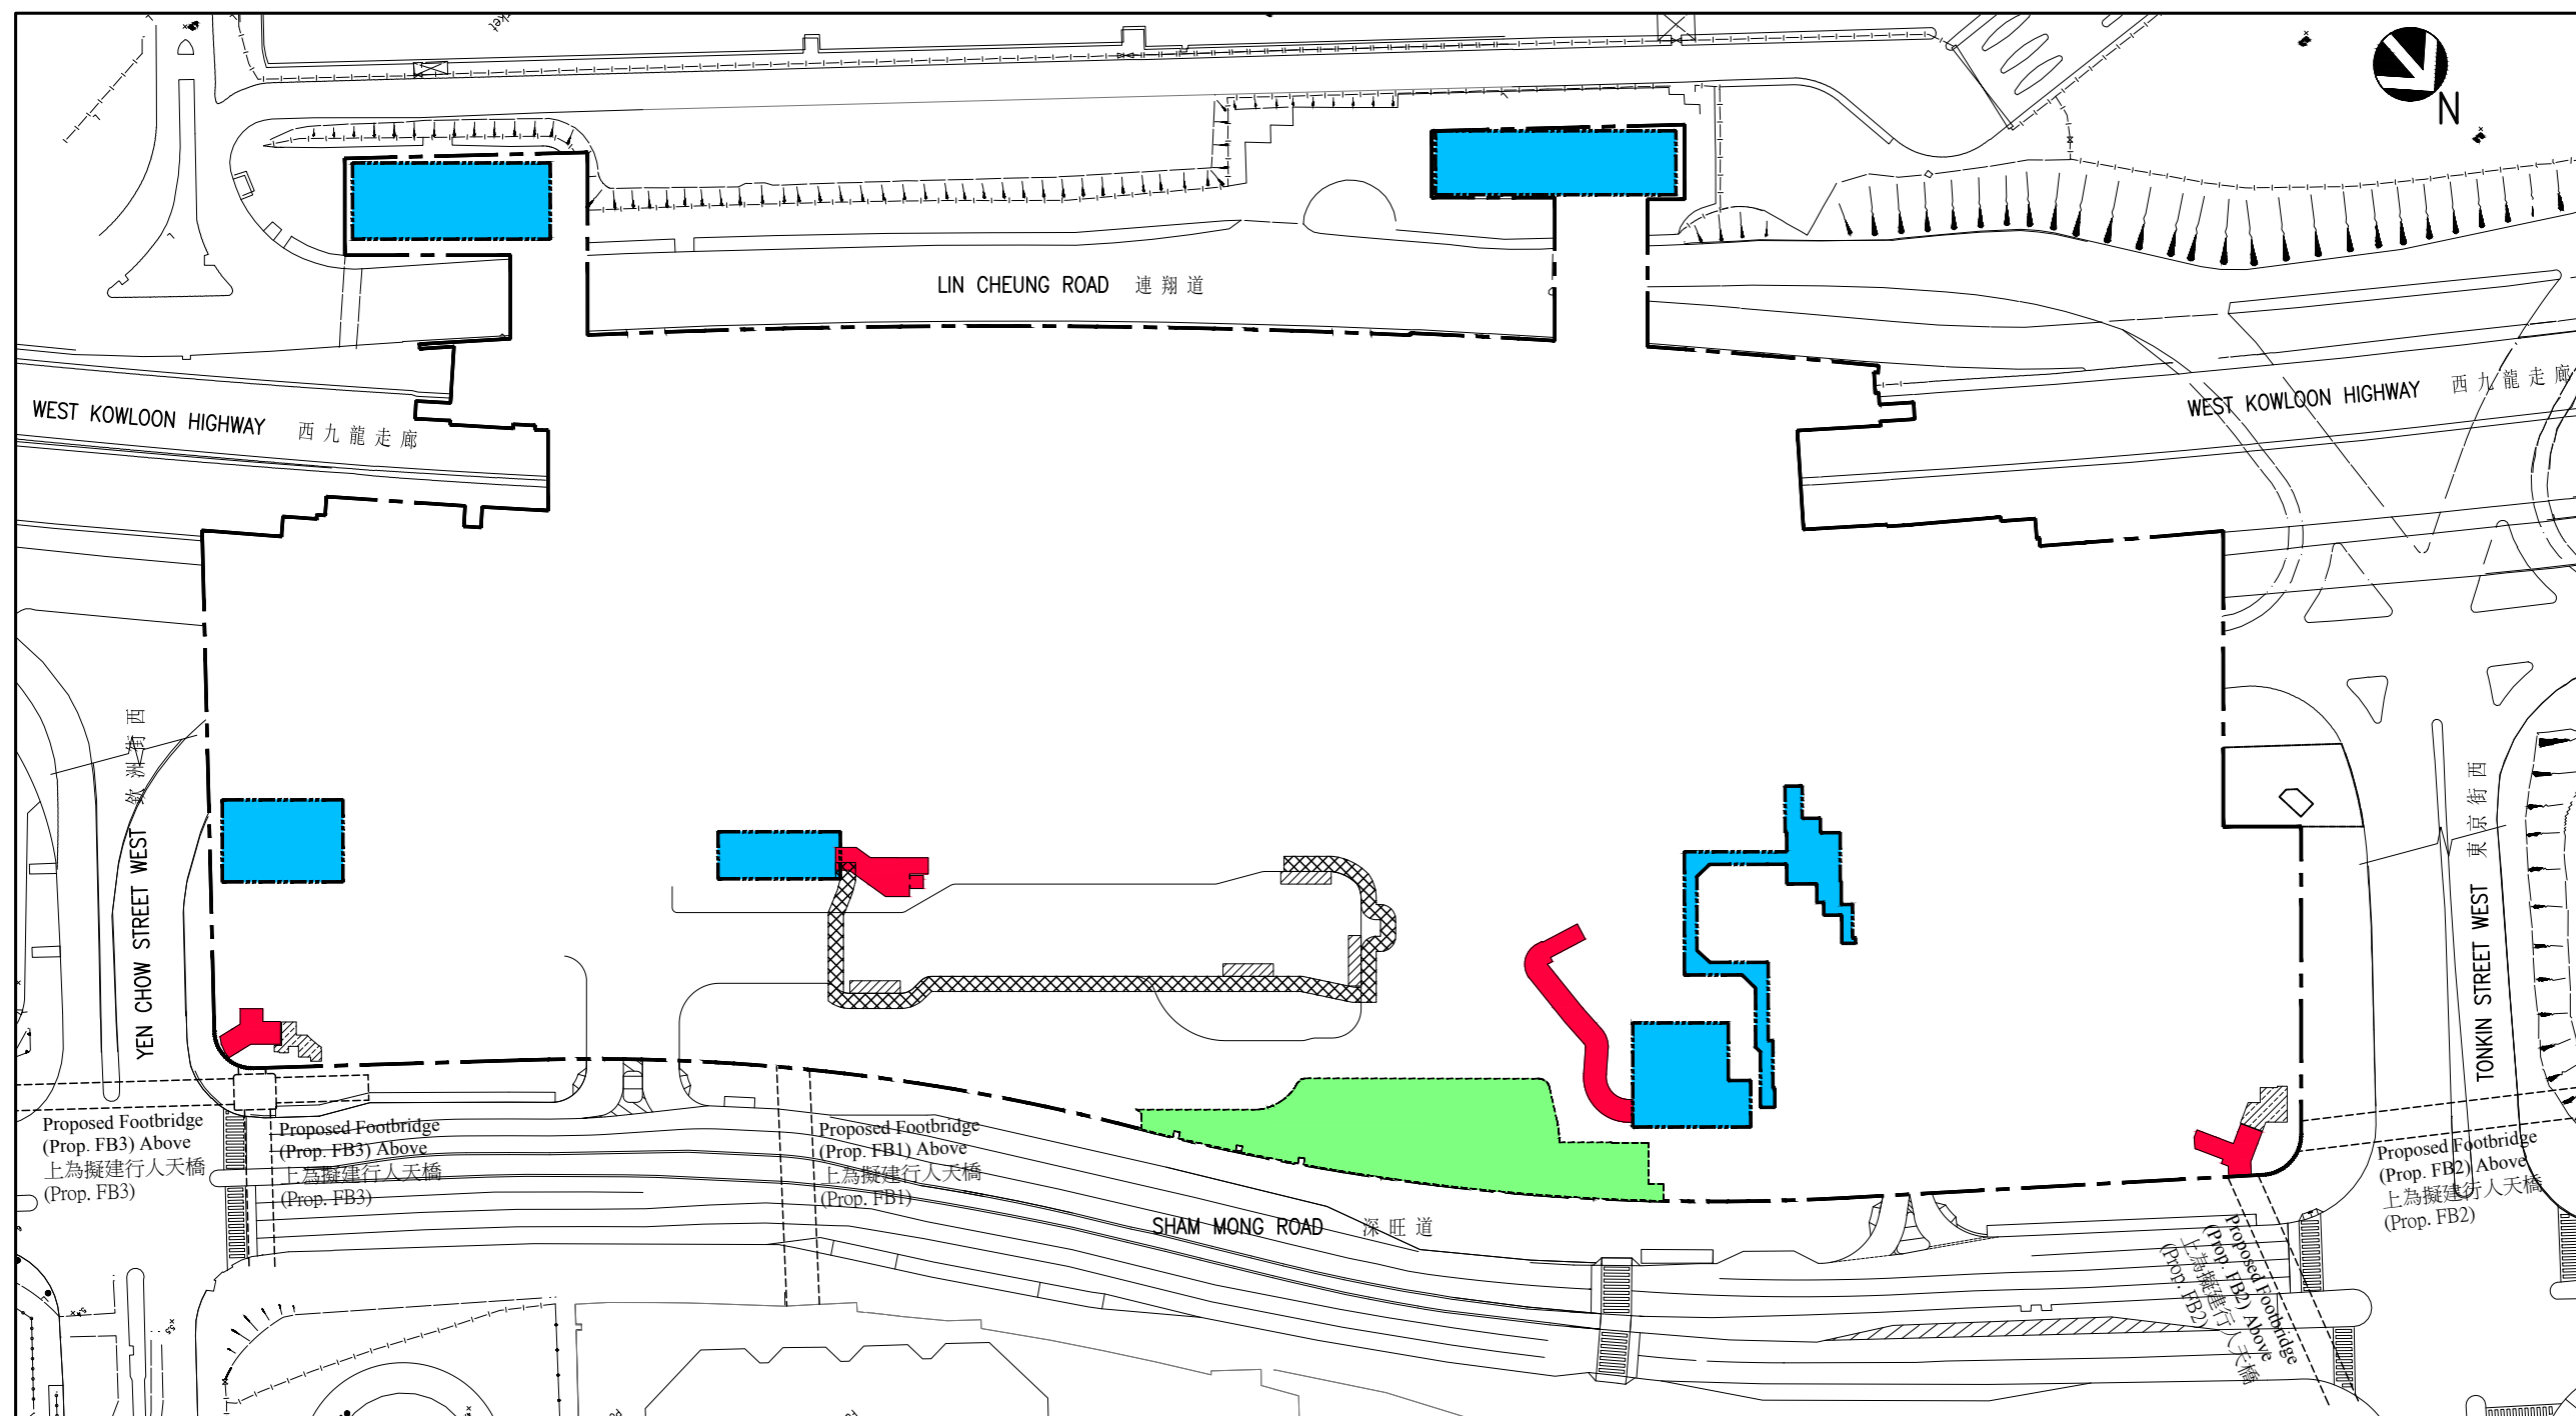 N
LIN CHEUNG ROAD 連翔道
WEST KOWLOON HIGHWAY 西九龍走廊
WEST KOWLOON HIGHWAY 西九龍走廊
YEN CHOW STREET WEST 欽洲街西
TONKIN STREET WEST 東京街西
Proposed Footbridge
(Prop. FB3) Above
上為擬建行人天橋
(Prop. FB3)
Proposed Footbridge
(Prop. FB3) Above
上為擬建行人天橋
(Prop. FB3)
Proposed Footbridge
(Prop. FB1) Above
上為擬建行人天橋
(Prop. FB1)
SHAM MONG ROAD 深旺道
Proposed Footbridge
(Prop. FB2) Above
上為擬建行人天橋
(Prop. FB2)
Proposed Footbridge
(Prop. FB2) Above
上為擬建行人天橋
(Prop. FB2)